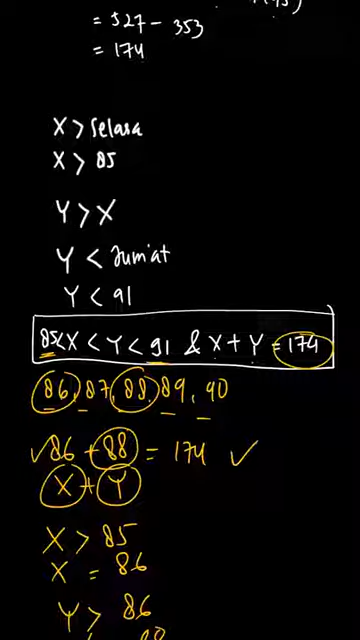 = 527 - 353
= 174
X > Selasa
X > 85
Y > X
Y < Jum'at
Y < 91
85 < X < Y < 91 & X + Y = 174
86, 87, 88, 89, 90
✓ 86 + 88 = 174 ✓
X + Y
X > 85
X = 86
Y > 86
88